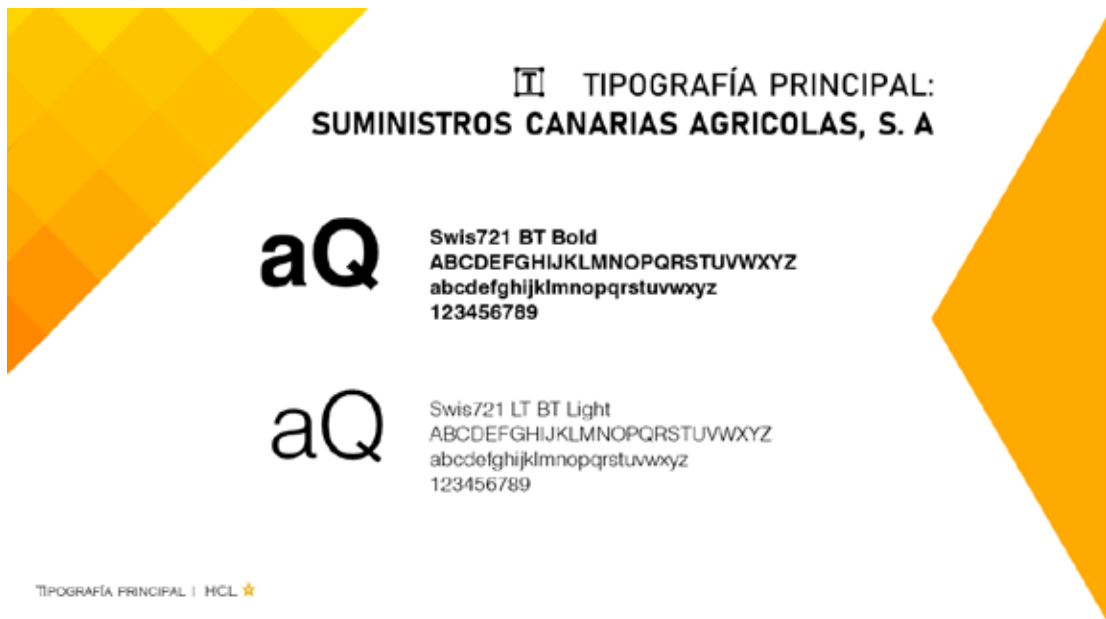 T TIPOGRAFÍA PRINCIPAL:
SUMINISTROS CANARIAS AGRICOLAS, S. A
aQ
Swis721 BT Bold
ABCDEFGHIJKLMNOPQRSTUVWXYZ
abcdefghijklmnopqrstuvwxyz
123456789
aQ
Swis721 LT BT Light
ABCDEFGHIJKLMNOPQRSTUVWXYZ
abcdefghijklmnopqrstuvwxyz
123456789
TIPOGRAFÍA PRINCIPAL | HCL